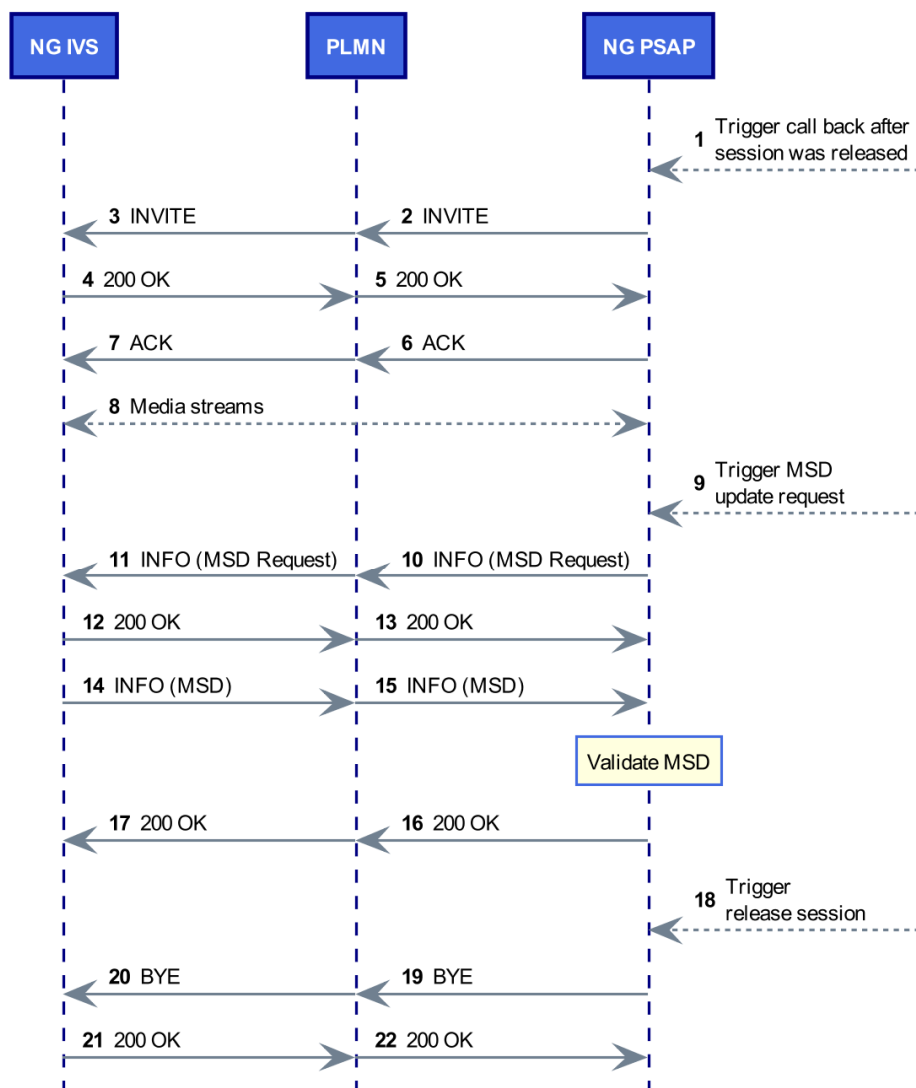 NG IVS
PLMN
NG PSAP
1 Trigger call back after
session was released
3 INVITE
2 INVITE
4 200 OK
5 200 OK
7 ACK
6 ACK
8 Media streams
9 Trigger MSD
update request
11 INFO (MSD Request)
10 INFO (MSD Request)
12 200 OK
13 200 OK
14 INFO (MSD)
15 INFO (MSD)
Validate MSD
17 200 OK
16 200 OK
18 Trigger
release session
20 BYE
19 BYE
21 200 OK
22 200 OK